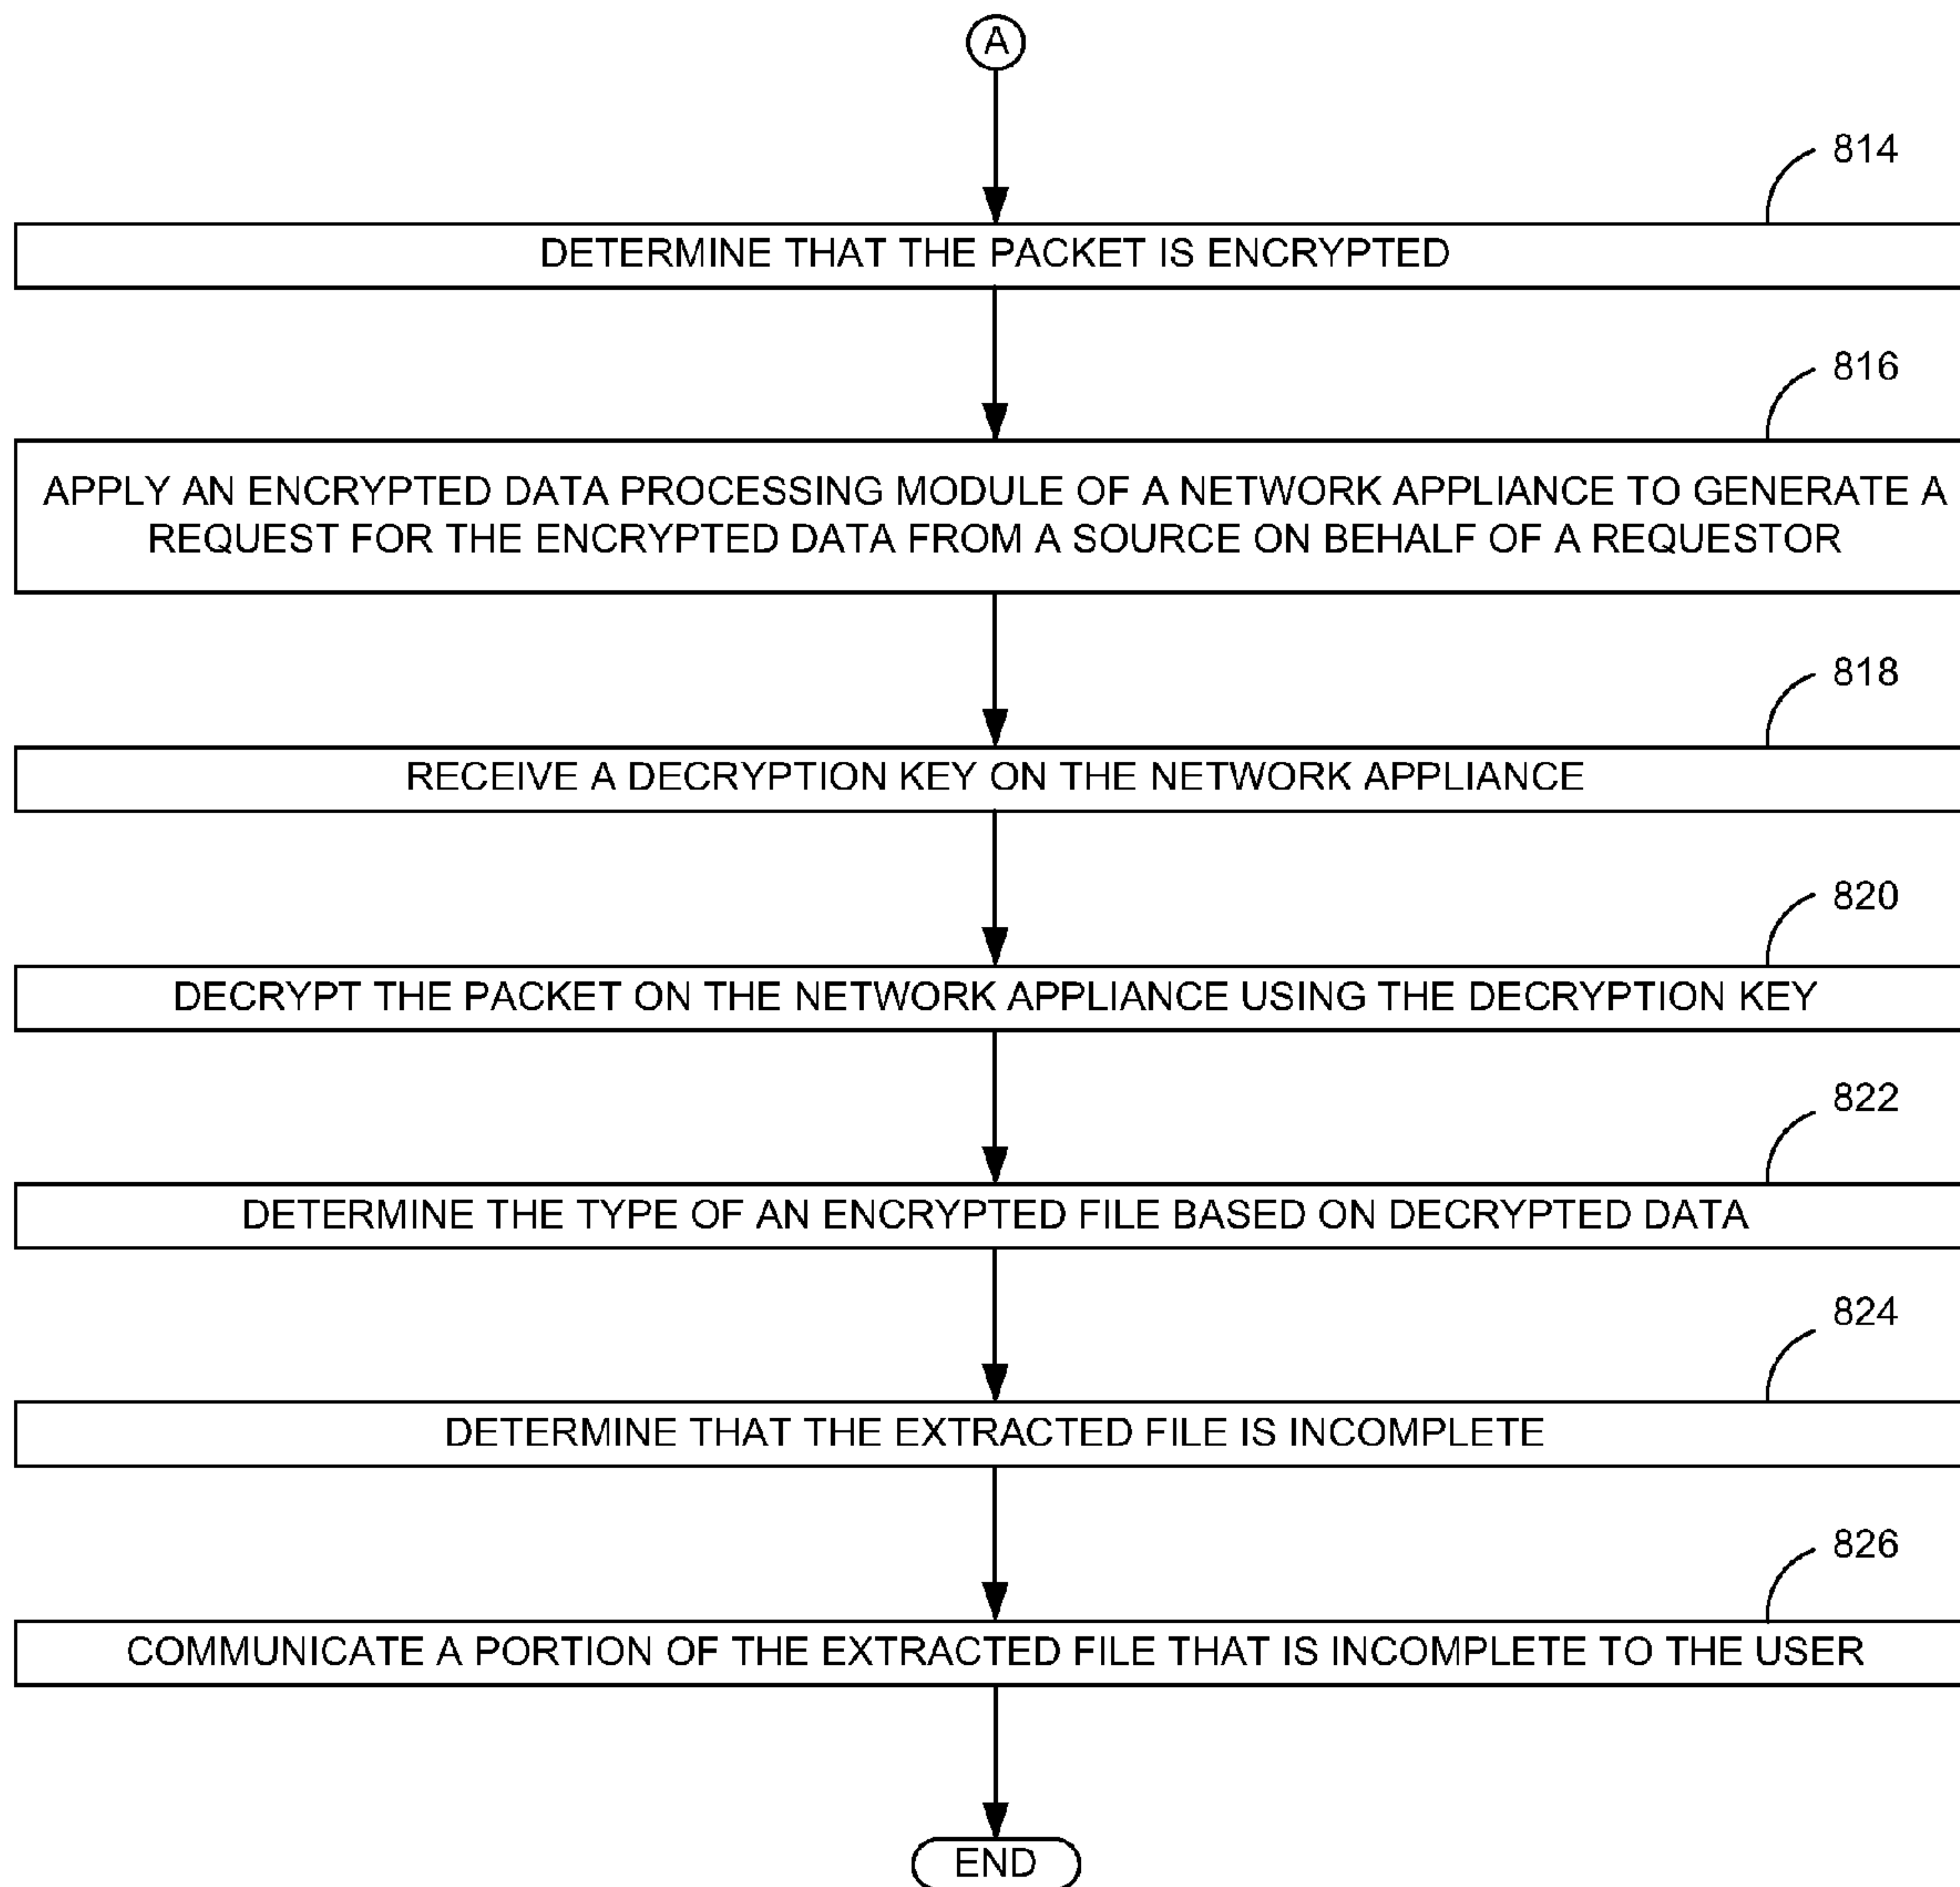 A
814
DETERMINE THAT THE PACKET IS ENCRYPTED
816
APPLY AN ENCRYPTED DATA PROCESSING MODULE OF A NETWORK APPLIANCE TO GENERATE A
REQUEST FOR THE ENCRYPTED DATA FROM A SOURCE ON BEHALF OF A REQUESTOR
818
RECEIVE A DECRYPTION KEY ON THE NETWORK APPLIANCE
820
DECRYPT THE PACKET ON THE NETWORK APPLIANCE USING THE DECRYPTION KEY
822
DETERMINE THE TYPE OF AN ENCRYPTED FILE BASED ON DECRYPTED DATA
824
DETERMINE THAT THE EXTRACTED FILE IS INCOMPLETE
826
COMMUNICATE A PORTION OF THE EXTRACTED FILE THAT IS INCOMPLETE TO THE USER
END